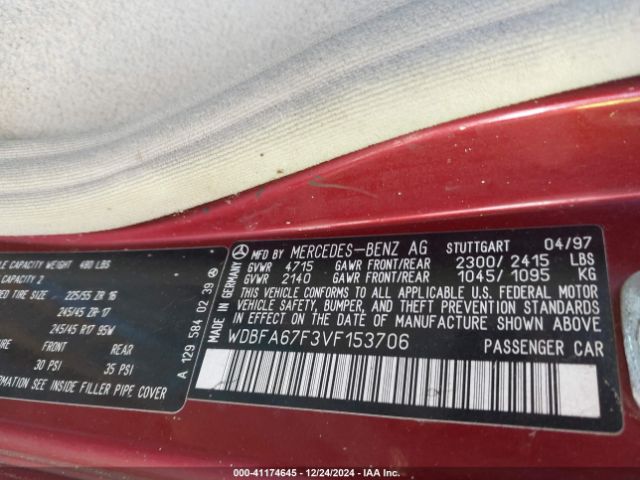 LE CAPACITY WEIGHT 480 LBS
CAPACITY 2
TIRE SIZE 225/55 ZR 16
245/45 ZR-17
245/45 R17 95W
FRONT REAR
30 PSI 35 PSI
RMATION SEE INSIDE FILLER PIPE COVER
A 129 584 02 39
MADE IN GERMANY
MERCEDES-BENZ AG STUTTGART 04/97
GVWR 4715 GAWR FRONT/REAR 2300/ 2415 LBS
GVWR 2140 GAWR FRONT/REAR 1045/ 1095 KG
THIS VEHICLE CONFORMS TO ALL APPLICABLE U.S. FEDERAL MOTOR
VEHICLE SAFETY, BUMPER, AND THEFT PREVENTION STANDARDS
IN EFFECT ON THE DATE OF MANUFACTURE SHOWN ABOVE.
WDBFA67F3VF153706 PASSENGER CAR
000-41174645 / 12/24/2024 - IAA Inc.